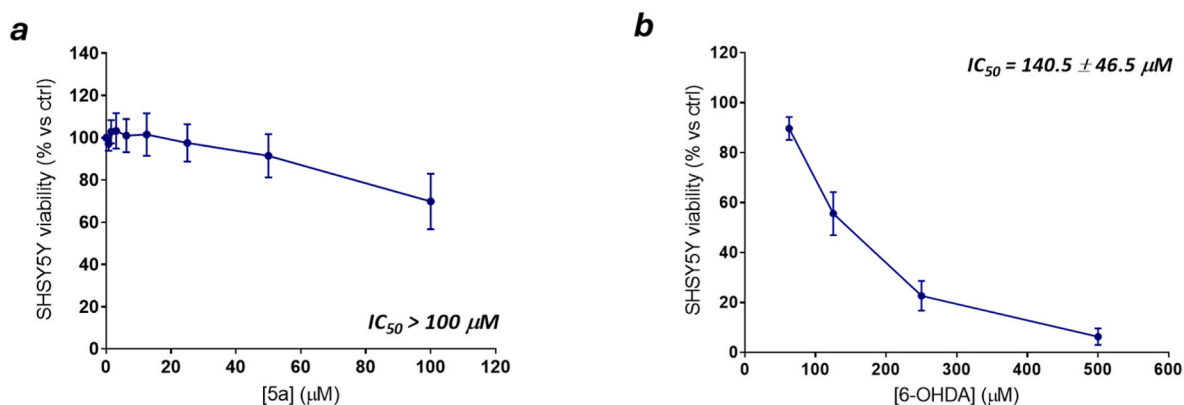 a
SHSY5Y viability (% vs ctrl)
140
120
100
80
60
40
20
0
0 20 40 60 80 100 120
[5a] (μM)
IC50 > 100 μM
b
SHSY5Y viability (% vs ctrl)
120
100
80
60
40
20
0
0 100 200 300 400 500 600
[6-OHDA] (μM)
IC50 = 140.5 ± 46.5 μM